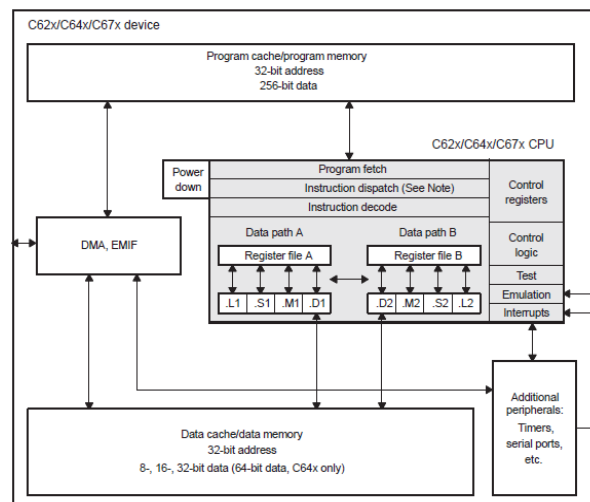 C62x/C64x/C67x device
Program cache/program memory
32-bit address
256-bit data
C62x/C64x/C67x CPU
Power
down
Program fetch
Instruction dispatch (See Note)
Instruction decode
Control
registers
DMA, EMIF
Data path A
Data path B
Register file A
Register file B
Control
logic
Test
.L1 .S1 .M1 .D1
.D2 .M2 .S2 .L2
Emulation
Interrupts
Data cache/data memory
32-bit address
8-, 16-, 32-bit data (64-bit data, C64x only)
Additional
peripherals:
Timers,
serial ports,
etc.